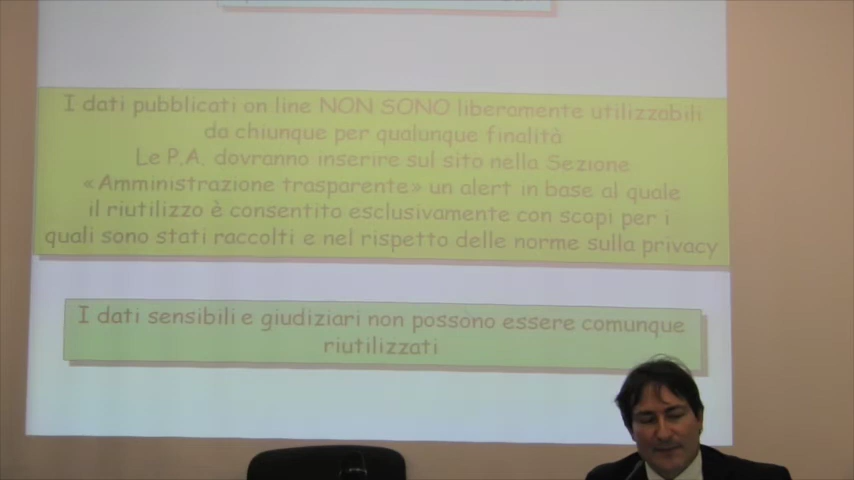 I dati pubblicati on line NON SONO liberamente utilizzabili
da chiunque per qualunque finalità
Le P.A. dovranno inserire sul sito nella Sezione
«Amministrazione trasparente» un alert in base al quale
il riutilizzo è consentito esclusivamente con scopi per i
quali sono stati raccolti e nel rispetto delle norme sulla privacy
I dati sensibili e giudiziari non possono essere comunque
riutilizzati